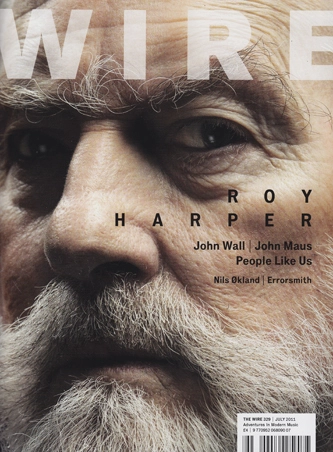 WIRE
ROY
HARPER
John Wall | John Maus
People Like Us
Nils Økland | Errorsmith
THE WIRE 329 | JULY 2011
Adventures In Modern Music